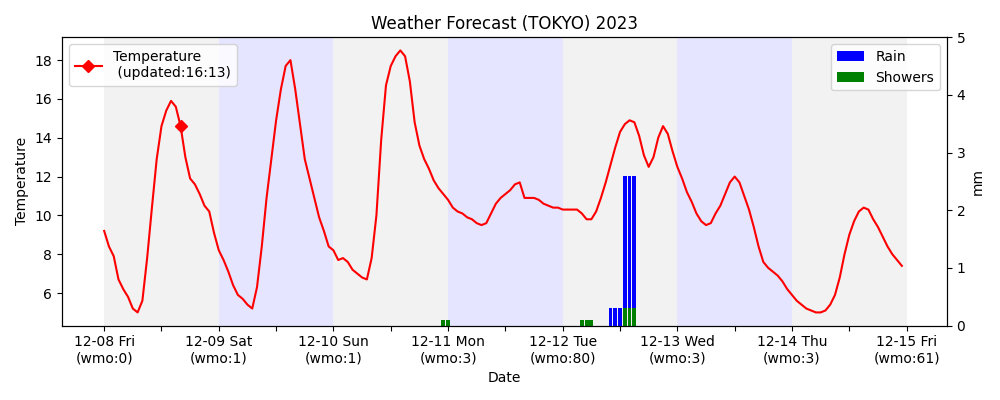 Weather Forecast (TOKYO) 2023
Temperature
(updated:16:13)
Rain
Showers
18
16
14
12
10
8
6
Temperature
5
4
3
2
1
0
mm
12-08 Fri
(wmo:0)
12-09 Sat
(wmo:1)
12-10 Sun
(wmo:1)
12-11 Mon
(wmo:3)
12-12 Tue
(wmo:80)
12-13 Wed
(wmo:3)
12-14 Thu
(wmo:3)
12-15 Fri
(wmo:61)
Date